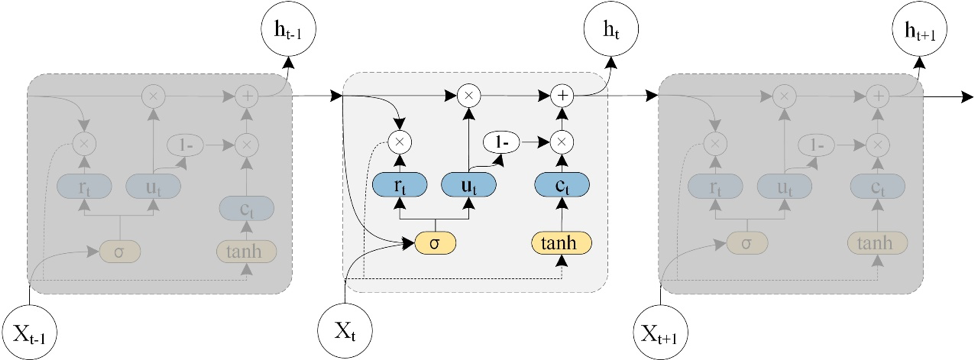 h_{t-1} h_t h_{t+1}
× + × + × +
× 1- × × 1- × × 1- ×
r_t u_t r_t u_t c_t r_t u_t c_t
c_t
σ tanh σ tanh σ tanh
X_{t-1} X_t X_{t+1}